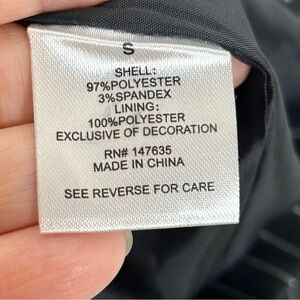 S
SHELL:
97%POLYESTER
3%SPANDEX
LINING:
100%POLYESTER
EXCLUSIVE OF DECORATION
RN# 147635
MADE IN CHINA
SEE REVERSE FOR CARE